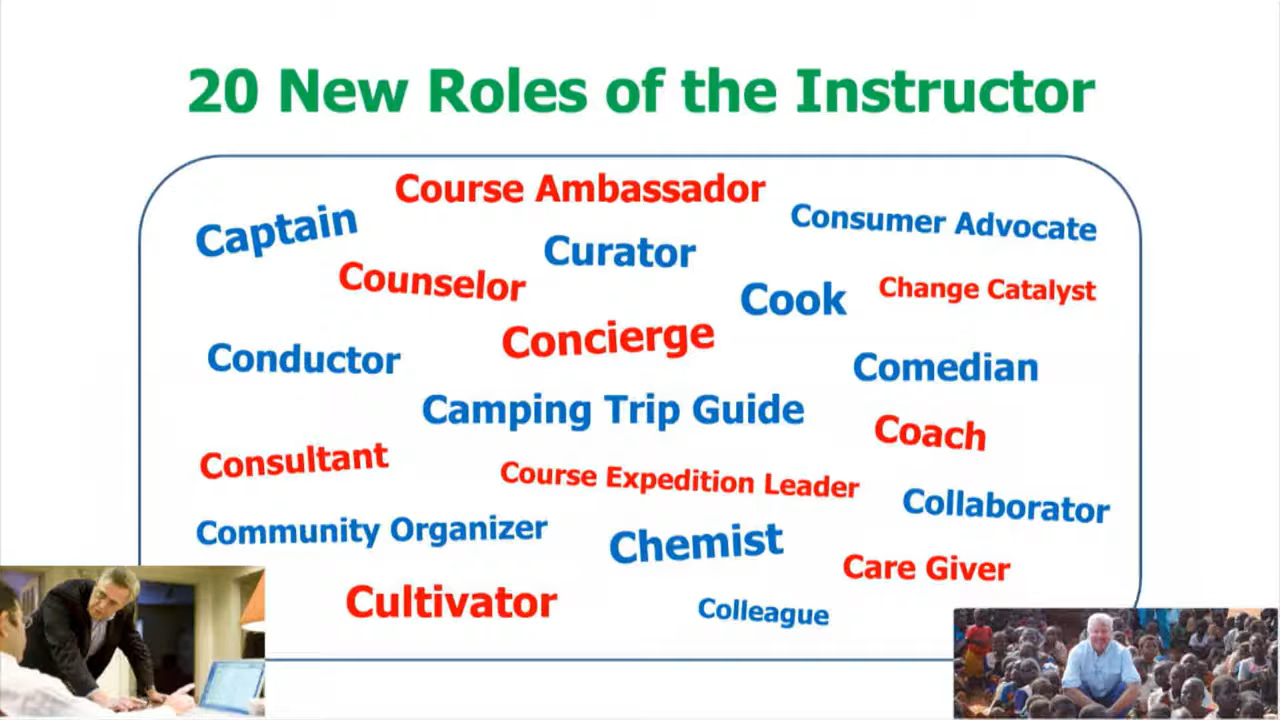 20 New Roles of the Instructor
Course Ambassador
Captain
Consumer Advocate
Curator
Counselor
Cook
Change Catalyst
Concierge
Conductor
Comedian
Camping Trip Guide
Coach
Consultant
Course Expedition Leader
Collaborator
Community Organizer
Chemist
Care Giver
Cultivator
Colleague